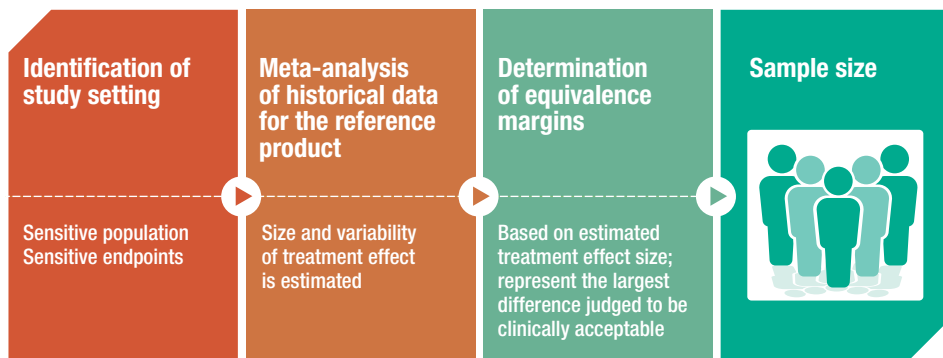 Identification of
study setting
Sensitive population
Sensitive endpoints
Meta-analysis
of historical data
for the reference
product
Size and variability
of treatment effect
is estimated
Determination
of equivalence
margins
Based on estimated
treatment effect size;
represent the largest
difference judged to be
clinically acceptable
Sample size